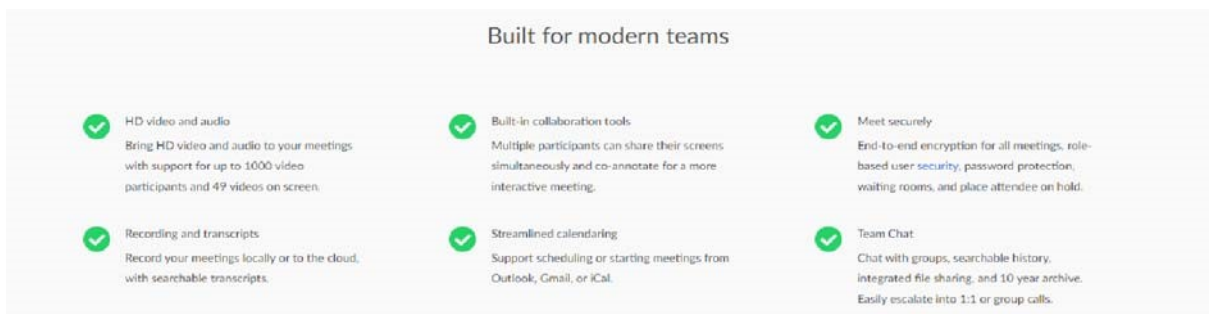 Built for modern teams
HD video and audio
Bring HD video and audio to your meetings
with support for up to 1000 video
participants and 49 videos on screen.
Built-in collaboration tools
Multiple participants can share their screens
simultaneously and co-annotate for a more
interactive meeting.
Meet securely
End-to-end encryption for all meetings, role-
based user security, password protection,
waiting rooms, and place attendee on hold.
Recording and transcripts
Record your meetings locally or to the cloud,
with searchable transcripts.
Streamlined calendaring
Support scheduling or starting meetings from
Outlook, Gmail, or iCal.
Team Chat
Chat with groups, searchable history,
integrated file sharing, and 10 year archive.
Easily escalate into 1:1 or group calls.